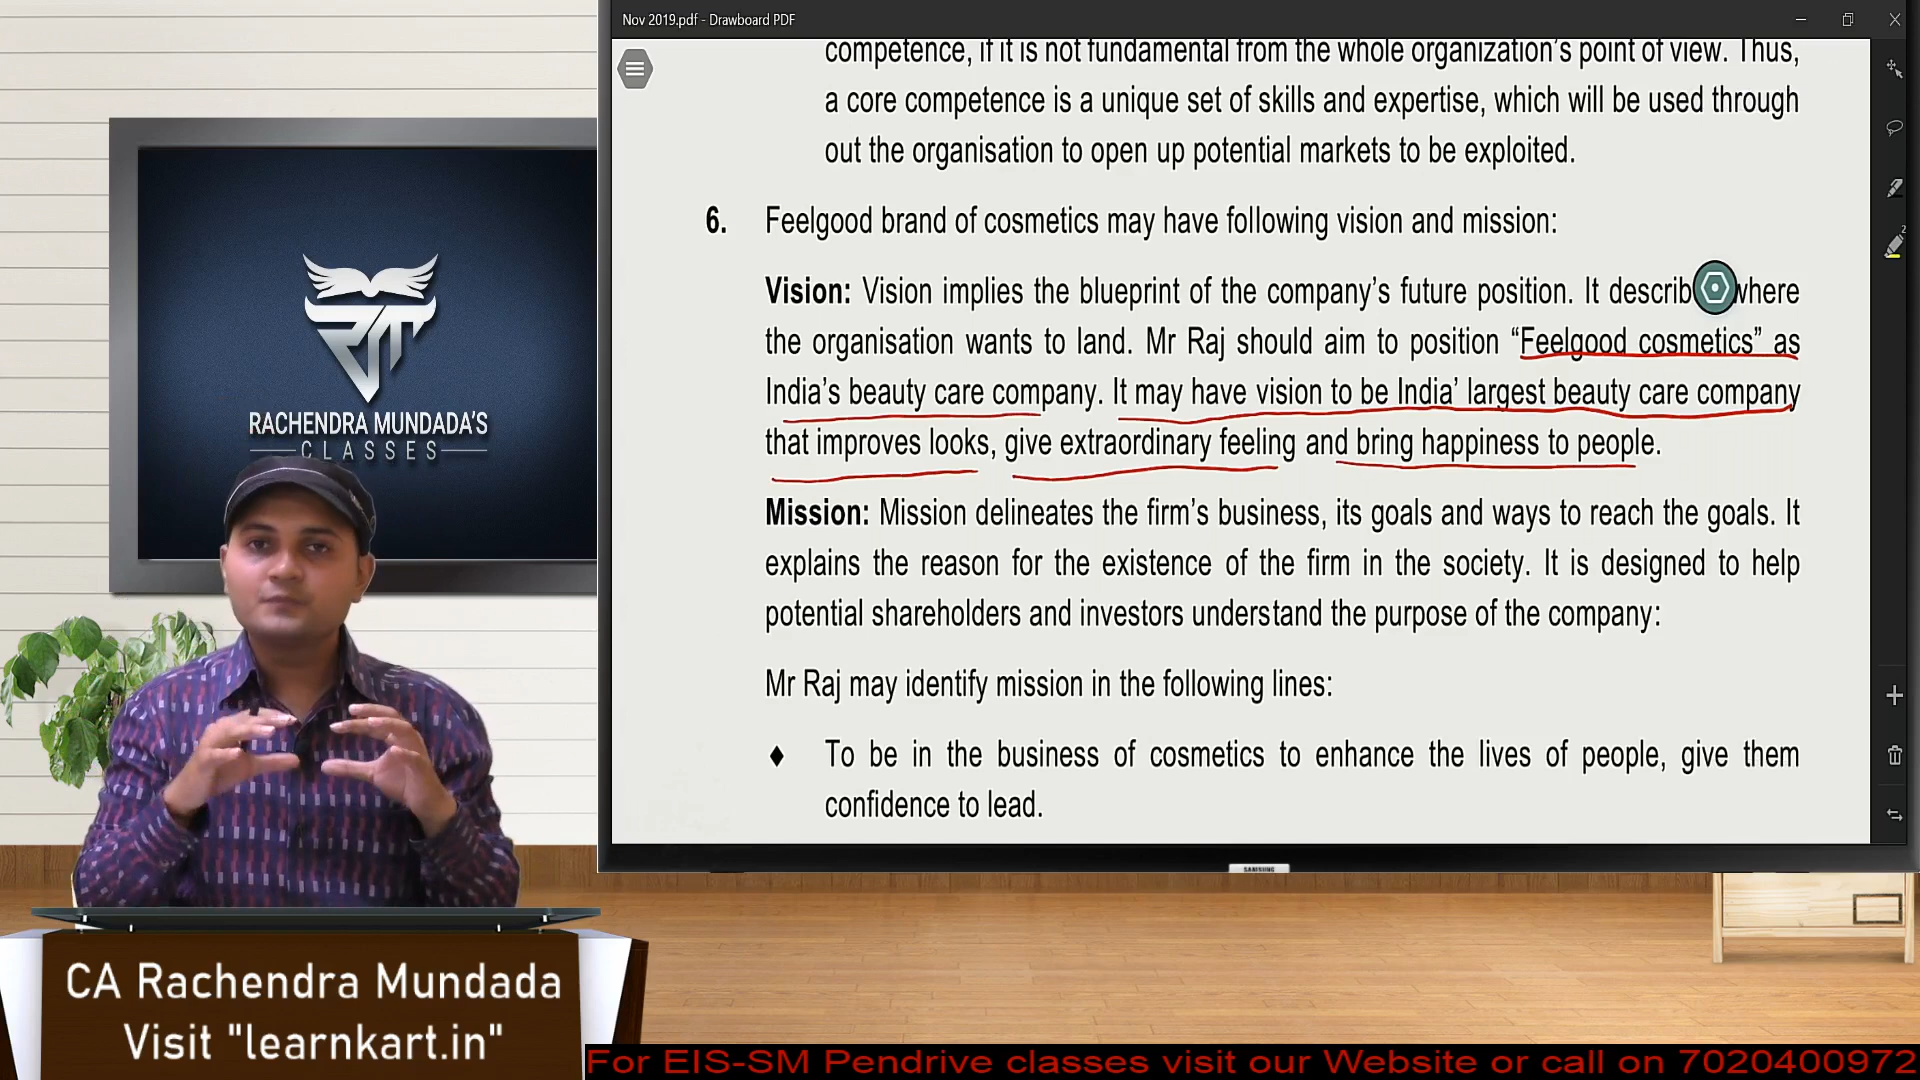 Nov 2019.pdf - Drawboard PDF
competence, if it is not fundamental from the whole organization's point of view. Thus,
a core competence is a unique set of skills and expertise, which will be used through
out the organisation to open up potential markets to be exploited.
6. Feelgood brand of cosmetics may have following vision and mission:
Vision: Vision implies the blueprint of the company's future position. It describ where
the organisation wants to land. Mr Raj should aim to position “Feelgood cosmetics” as
India's beauty care company. It may have vision to be India' largest beauty care company
that improves looks, give extraordinary feeling and bring happiness to people.
Mission: Mission delineates the firm's business, its goals and ways to reach the goals. It
explains the reason for the existence of the firm in the society. It is designed to help
potential shareholders and investors understand the purpose of the company:
Mr Raj may identify mission in the following lines:
♦ To be in the business of cosmetics to enhance the lives of people, give them
confidence to lead.
2
SAMSUNG
RACHENDRA MUNDADA'S
CLASSES
CA Rachendra Mundada
Visit "learnkart.in"
For EIS-SM Pendrive classes visit our Website or call on 7020400972